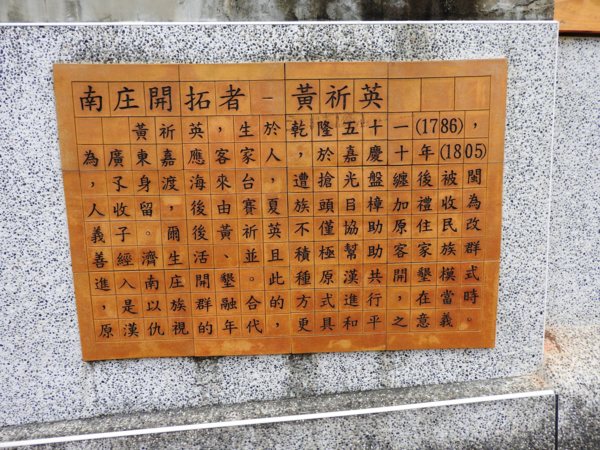 南庄開拓者－黃祈英
黃祈英，生於乾隆五十一(1786)，
為廣東嘉應客家人，於嘉慶十年(1805)
，孓身渡海來台，遭搶光盤纏後被閩
人收留，後由賽夏族頭目樟加禮收為
義子。爾後黃祈英不僅協助原住民改
善經濟生活、並且積極幫助客家族群
進入南庄開墾。此種原漢共開墾模式
，是以族群融合的方式進行，在當時
原漢仇視的年代，更具和平之意義。